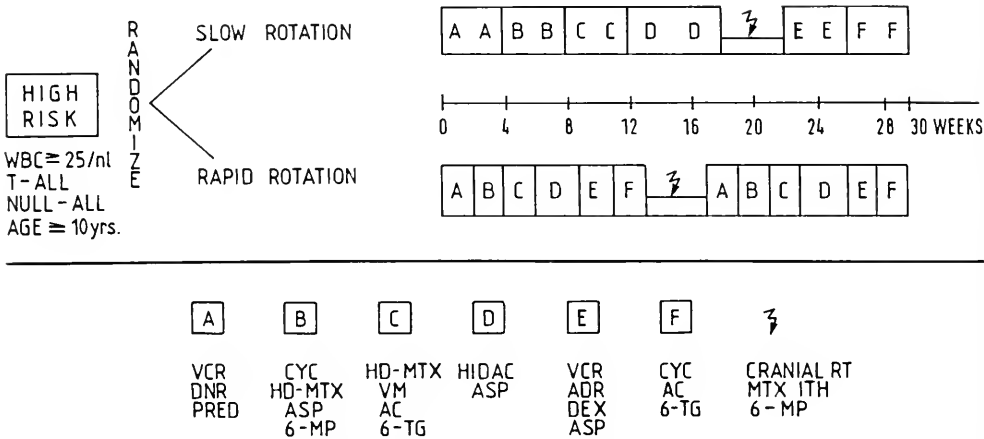 RANDOMIZE
SLOW ROTATION
A A B B C C D D E E F F
HIGH
RISK
0 4 8 12 16 20 24 28 30 WEEKS
WBC ≧ 25/nl
T-ALL
NULL-ALL
AGE ≧ 10yrs.
RAPID ROTATION
A B C D E F A B C D E F
A B C D E F
VCR
DNR
PRED
CYC
HD-MTX
ASP
6-MP
HD-MTX
VM
AC
6-TG
HIDAC
ASP
VCR
ADR
DEX
ASP
CYC
AC
6-TG
CRANIAL RT
MTX ITH
6-MP